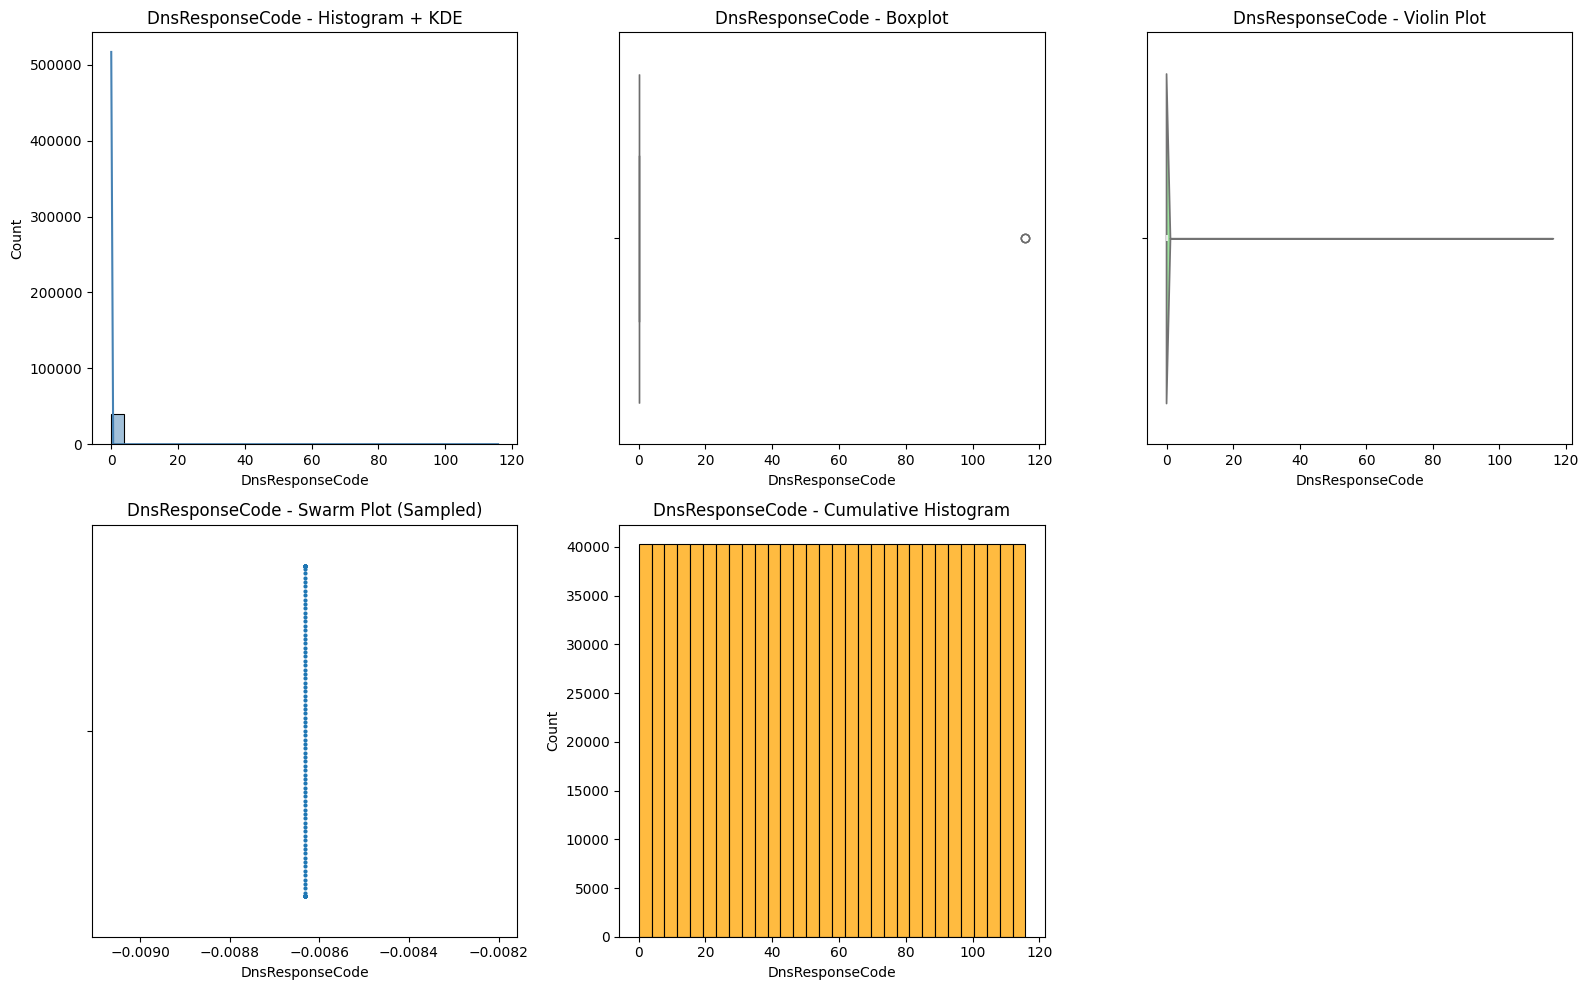 DnsResponseCode - Histogram + KDE
500000
400000
300000
200000
100000
0
Count
0 20 40 60 80 100 120
DnsResponseCode
DnsResponseCode - Boxplot
0 20 40 60 80 100 120
DnsResponseCode
DnsResponseCode - Violin Plot
0 20 40 60 80 100 120
DnsResponseCode
DnsResponseCode - Swarm Plot (Sampled)
−0.0090 −0.0088 −0.0086 −0.0084 −0.0082
DnsResponseCode
DnsResponseCode - Cumulative Histogram
40000
35000
30000
25000
20000
15000
10000
5000
0
Count
0 20 40 60 80 100 120
DnsResponseCode